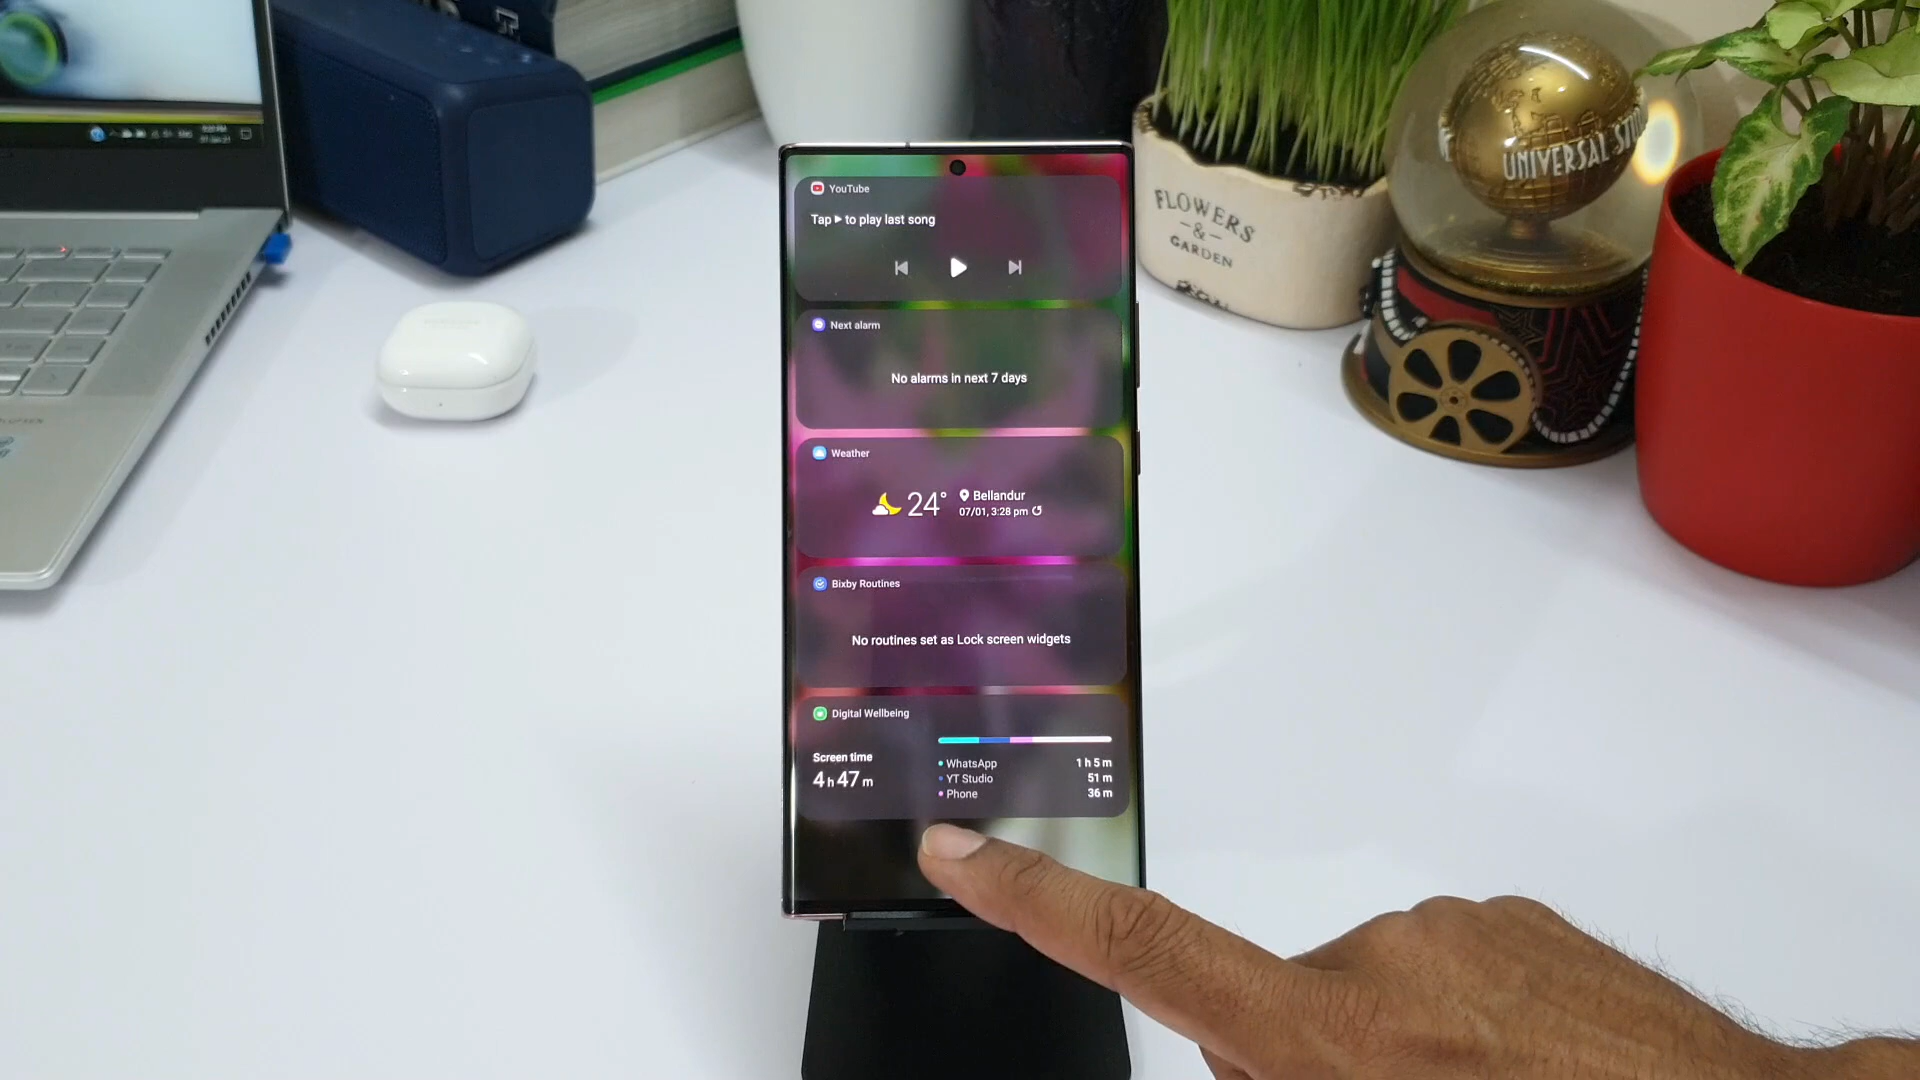 YouTube
Tap ▶ to play last song
Next alarm
No alarms in next 7 days
Weather
24°
Bellandur
07/01, 3:28 pm
Bixby Routines
No routines set as Lock screen widgets
Digital Wellbeing
Screen time
4 h 47 m
WhatsApp 1 h 5 m
YT Studio 51 m
Phone 36 m
FLOWERS
&
GARDEN
UNIVERSAL